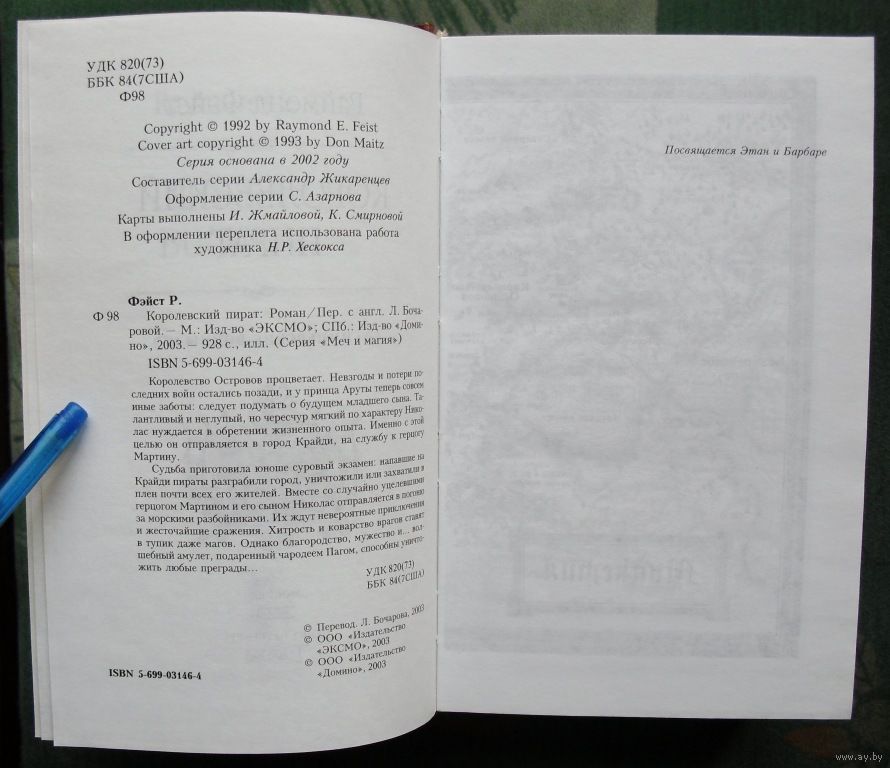 УДК 820(73)
ББК 84(7США)
Ф98
Copyright © 1992 by Raymond E. Feist
Cover art copyright © 1993 by Don Maitz
Серия основана в 2002 году
Составитель серии Александр Жикаренцев
Оформление серии С. Азарнова
Карты выполнены И. Жмайловой, К. Смирновой
В оформлении переплета использована работа
художника Н.Р. Хескокса
Фэйст Р.
Ф 98 Королевский пират: Роман/Пер. с англ. Л. Боча-
ровой. — М.: Изд-во «ЭКСМО»; СПб.: Изд-во «Доми-
но», 2003. — 928 с., илл. (Серия «Меч и магия»)
ISBN 5-699-03146-4
Королевство Островов процветает. Невзгоды и потери по-
следних войн остались позади, и у принца Аруты теперь совсем
иные заботы: следует подумать о будущем младшего сына. Та-
лантливый и неглупый, но чересчур мягкий по характеру Нико-
лас нуждается в обретении жизненного опыта. Именно с этой
целью он отправляется в город Крайди, на службу к герцогу
Мартину.
Судьба приготовила юноше суровый экзамен: напавшие на
Крайди пираты разграбили город, уничтожили или захватили в
плен почти всех его жителей. Вместе со случайно уцелевшими
герцогом Мартином и его сыном Николас отправляется в погоню
за морскими разбойниками. Их ждут невероятные приключения
и жесточайшие сражения. Хитрость и коварство врагов ставят
в тупик даже магов. Однако благородство, мужество и... вол-
шебный амулет, подаренный чародеем Пагом, способны уничто-
жить любые преграды...
УДК 820(73)
ББК 84(7США)
© Перевод. Л. Бочарова, 2003
© ООО «Издательство
«ЭКСМО», 2003
© ООО «Издательство
«Домино», 2003
ISBN 5-699-03146-4
Посвящается Этан и Барбаре
www.ay.by